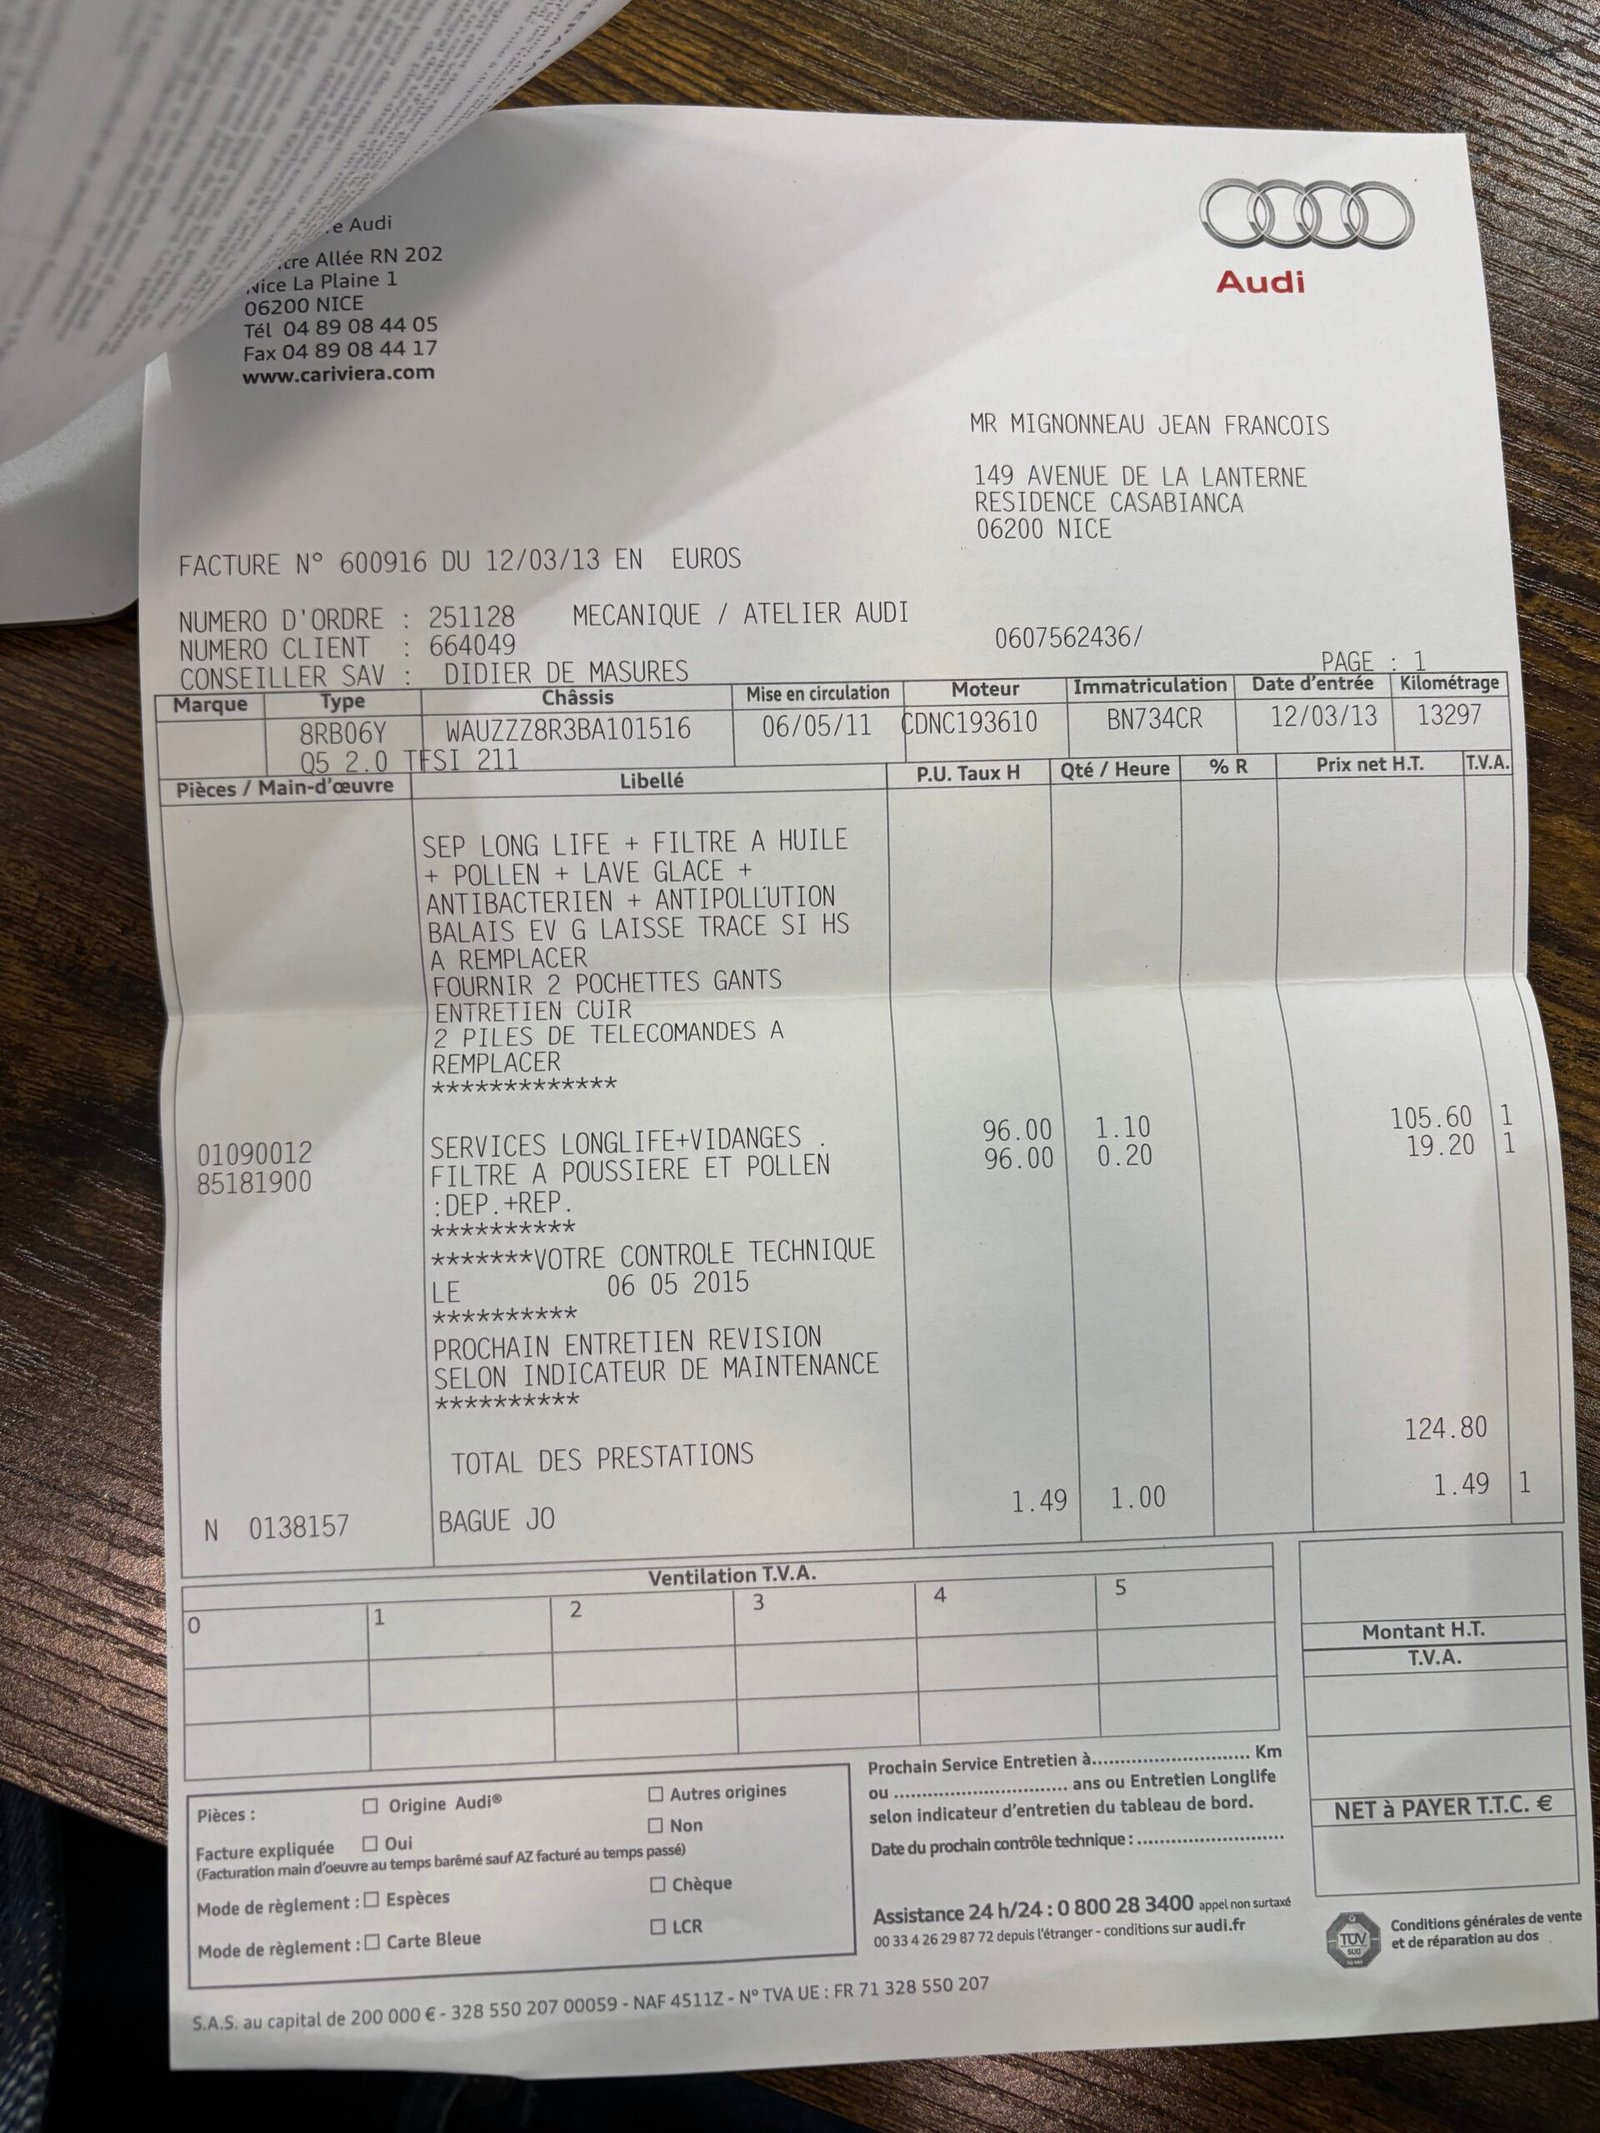 Audi
Allée RN 202
Nice La Plaine 1
06200 NICE
Tél 04 89 08 44 05
Fax 04 89 08 44 17
www.cariviera.com
Audi
MR MIGNONNEAU JEAN FRANCOIS
149 AVENUE DE LA LANTERNE
RESIDENCE CASABIANCA
06200 NICE
FACTURE N° 600916 DU 12/03/13 EN EUROS
NUMERO D'ORDRE : 251128 MECANIQUE / ATELIER AUDI
NUMERO CLIENT : 664049 0607562436/
CONSEILLER SAV : DIDIER DE MASURES PAGE : 1
Marque Type Châssis Mise en circulation Moteur Immatriculation Date d'entrée Kilométrage
8RB06Y WAUZZZ8R3BA101516 06/05/11 CDNC193610 BN734CR 12/03/13 13297
Q5 2.0 TFSI 211
Pièces / Main-d'œuvre Libellé P.U. Taux H Qté / Heure % R Prix net H.T. T.V.A.
SEP LONG LIFE + FILTRE A HUILE
+ POLLEN + LAVE GLACE +
ANTIBACTERIEN + ANTIPOLLUTION
BALAIS EV G LAISSE TRACE SI HS
A REMPLACER
FOURNIR 2 POCHETTES GANTS
ENTRETIEN CUIR
2 PILES DE TELECOMANDES A
REMPLACER
*************
01090012 SERVICES LONGLIFE+VIDANGES . 96.00 1.10 105.60 1
85181900 FILTRE A POUSSIERE ET POLLEN 96.00 0.20 19.20 1
:DEP.+REP.
**********
*******VOTRE CONTROLE TECHNIQUE
LE 06 05 2015
**********
PROCHAIN ENTRETIEN REVISION
SELON INDICATEUR DE MAINTENANCE
**********
TOTAL DES PRESTATIONS 124.80
N 0138157 BAGUE JO 1.49 1.00 1.49 1
Ventilation T.V.A.
0 1 2 3 4 5
Montant H.T.
T.V.A.
NET à PAYER T.T.C. €
Pièces : ☐ Origine Audi® ☐ Autres origines
Facture expliquée ☐ Oui ☐ Non
(Facturation main d'oeuvre au temps barêmé sauf AZ facturé au temps passé)
Mode de règlement : ☐ Espèces ☐ Chèque
Mode de règlement : ☐ Carte Bleue ☐ LCR
Prochain Service Entretien à............................ Km
ou ..................... ans ou Entretien Longlife
selon indicateur d'entretien du tableau de bord.
Date du prochain contrôle technique : ..........................
Assistance 24 h/24 : 0 800 28 3400 appel non surtaxé
00 33 4 26 29 87 72 depuis l'étranger - conditions sur audi.fr
TÜV
SÜD
Conditions générales de vente
et de réparation au dos
S.A.S. au capital de 200 000 € - 328 550 207 00059 - NAF 4511Z - N° TVA UE : FR 71 328 550 207